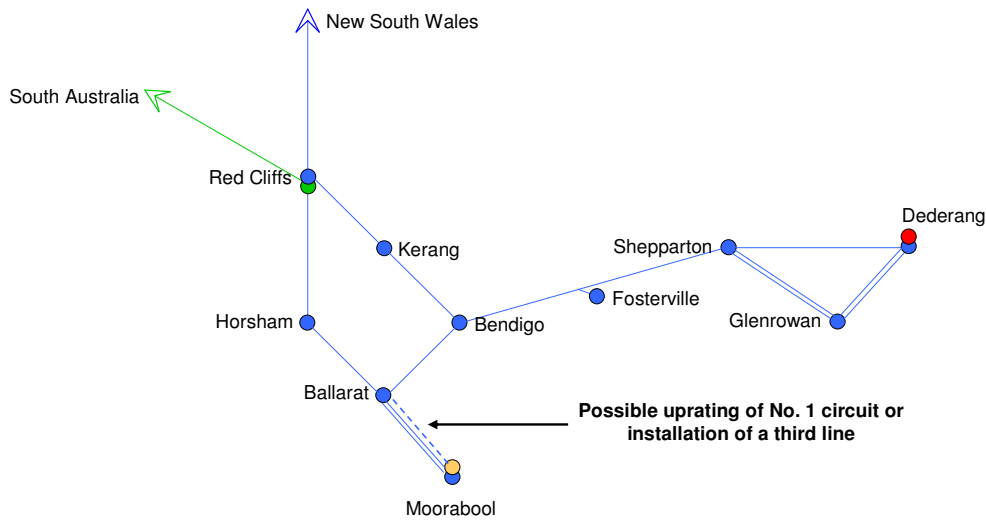 New South Wales
South Australia
Red Cliffs
Dederang
Shepparton
Kerang
Fosterville
Horsham
Bendigo
Glenrowan
Ballarat
Possible uprating of No. 1 circuit or
installation of a third line
Moorabool